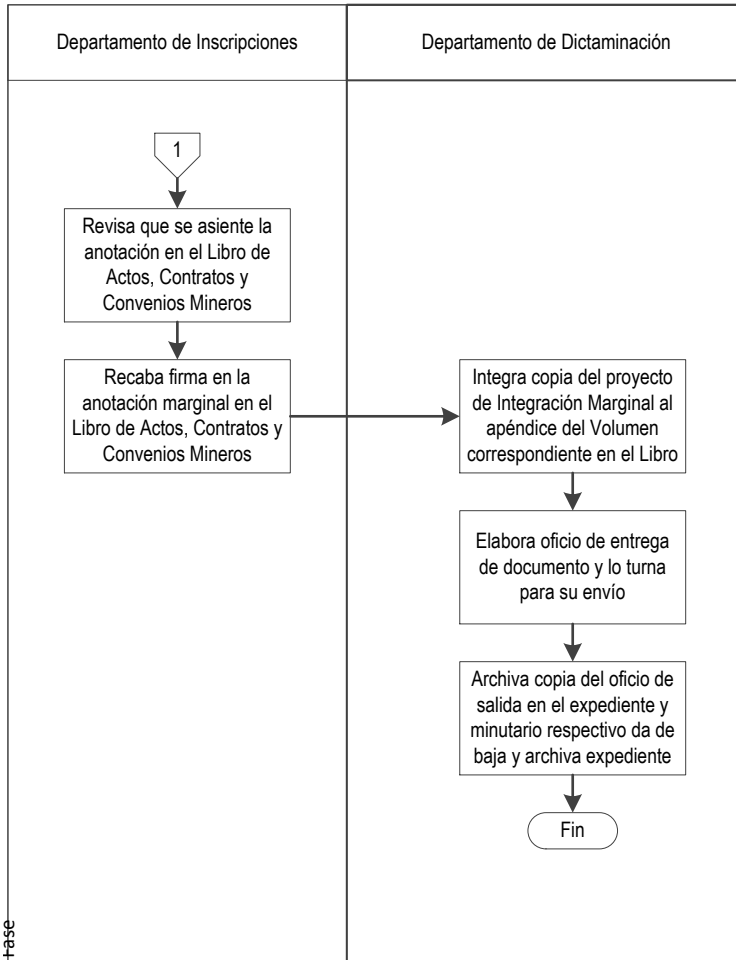 Departamento de Inscripciones
Departamento de Dictaminación
1
Revisa que se asiente la
anotación en el Libro de
Actos, Contratos y
Convenios Mineros
Recaba firma en la
anotación marginal en el
Libro de Actos, Contratos y
Convenios Mineros
Integra copia del proyecto
de Integración Marginal al
apéndice del Volumen
correspondiente en el Libro
Elabora oficio de entrega
de documento y lo turna
para su envío
Archiva copia del oficio de
salida en el expediente y
minutario respectivo da de
baja y archiva expediente
Fin
Fase